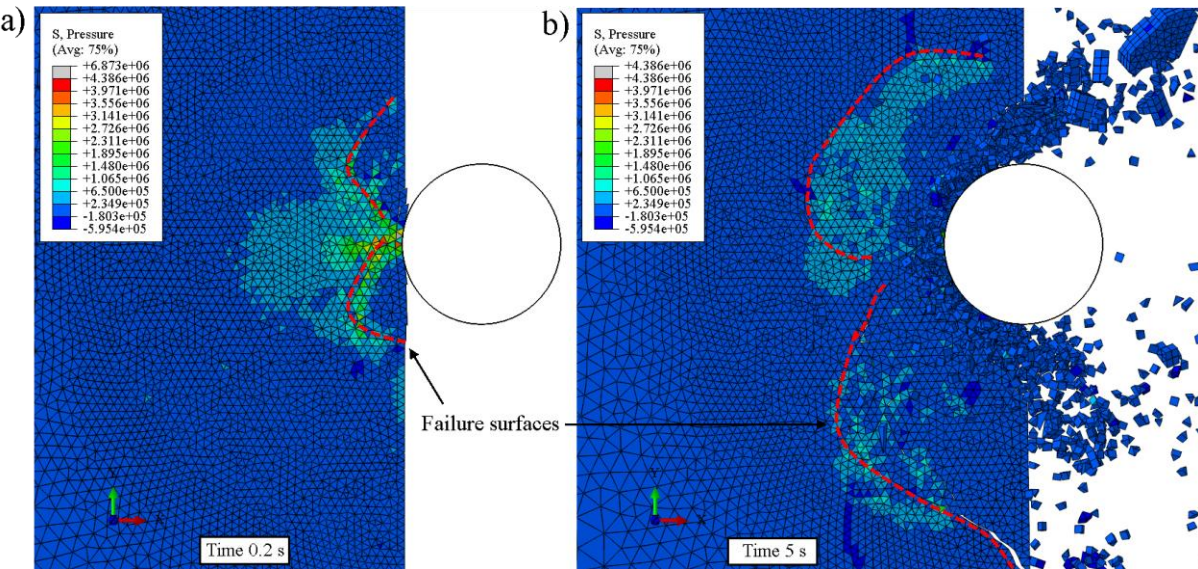 a)
S, Pressure
(Avg: 75%)
+6.873e+06
+4.386e+06
+3.971e+06
+3.556e+06
+3.141e+06
+2.726e+06
+2.311e+06
+1.895e+06
+1.480e+06
+1.065e+06
+6.500e+05
+2.349e+05
-1.803e+05
-5.954e+05
Y
X
Time 0.2 s
b)
S, Pressure
(Avg: 75%)
+4.386e+06
+4.386e+06
+3.971e+06
+3.556e+06
+3.141e+06
+2.726e+06
+2.311e+06
+1.895e+06
+1.480e+06
+1.065e+06
+6.500e+05
+2.349e+05
-1.803e+05
-5.954e+05
Failure surfaces
Y
X
Time 5 s